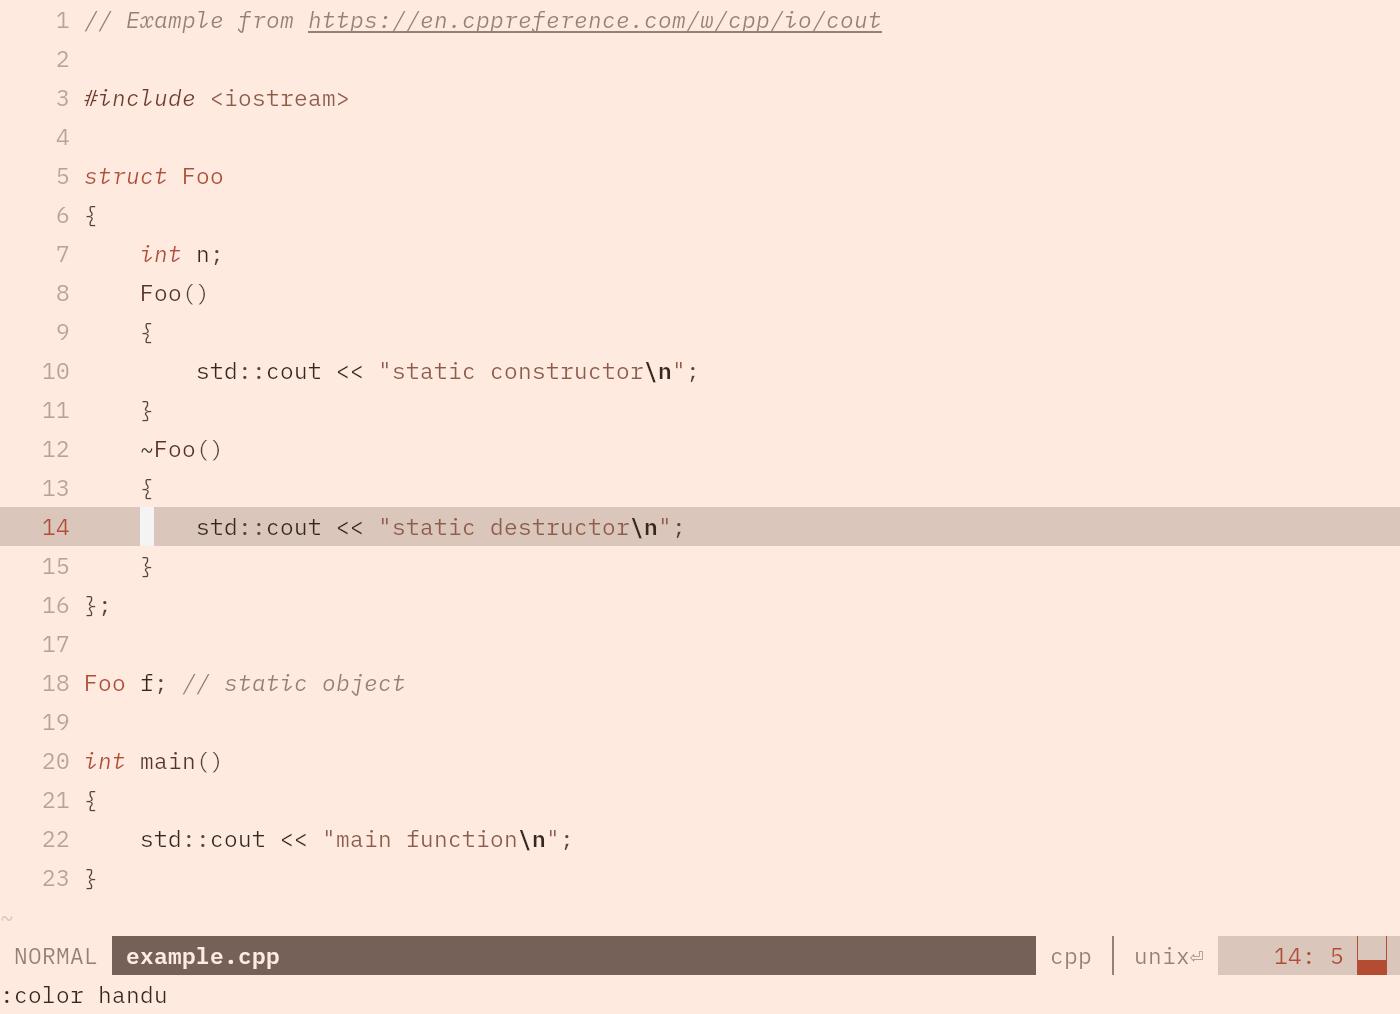 1 // Example from https://en.cppreference.com/w/cpp/io/cout
2
3 #include <iostream>
4
5 struct Foo
6 {
7     int n;
8     Foo()
9     {
10         std::cout << "static constructor\n";
11     }
12     ~Foo()
13     {
14         std::cout << "static destructor\n";
15     }
16 };
17
18 Foo f; // static object
19
20 int main()
21 {
22     std::cout << "main function\n";
23 }
~
NORMAL example.cpp cpp | unix⏎ 14: 5
:color handu